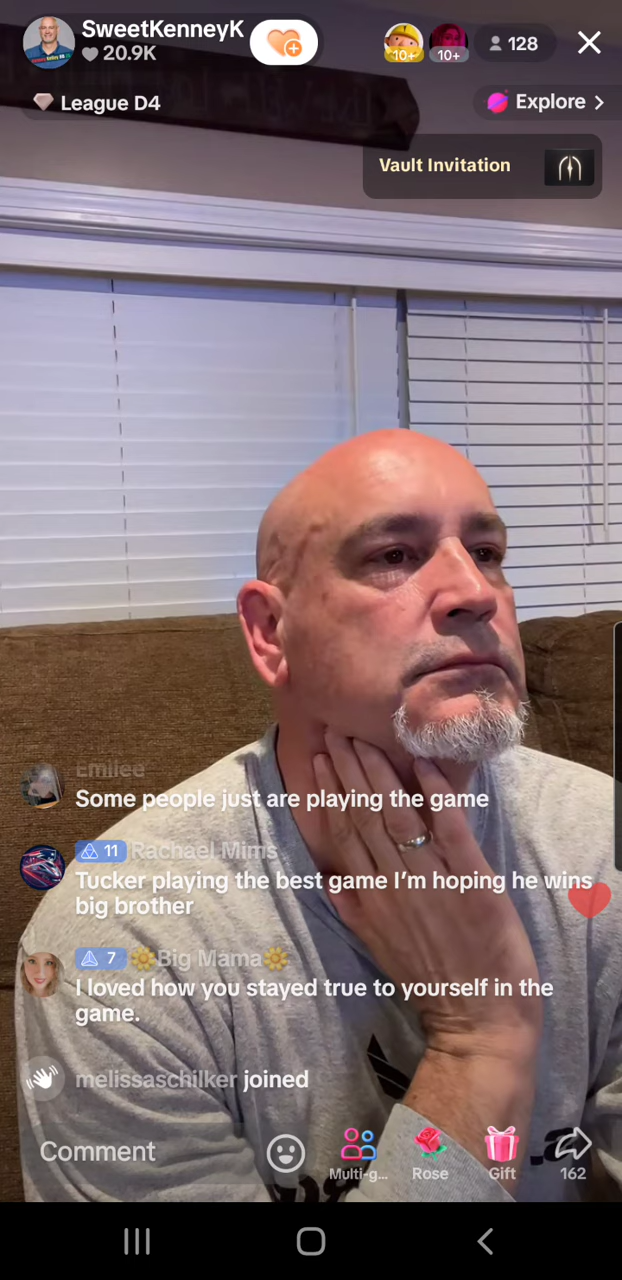 SweetKenneyK
20.9K
10+
10+
128
League D4
Explore
Vault Invitation
Emilee
Some people just are playing the game
11 Rachael Mims
Tucker playing the best game I'm hoping he wins
big brother
7 🌼Big Mama🌼
I loved how you stayed true to yourself in the
game.
melissaschilker joined
Comment
Multi-g...
Rose
Gift
162